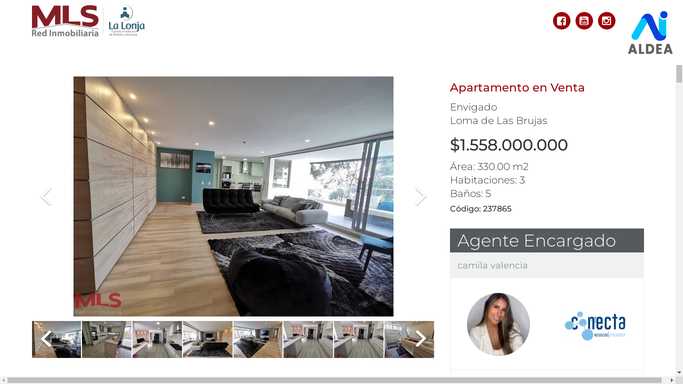 MLS
Red Inmobiliaria
La Lonja
ALDEA
Apartamento en Venta
Envigado
Loma de Las Brujas
$1.558.000.000
Área: 330.00 m2
Habitaciones: 3
Baños: 5
Código: 237865
Agente Encargado
camila valencia
MLS
conecta